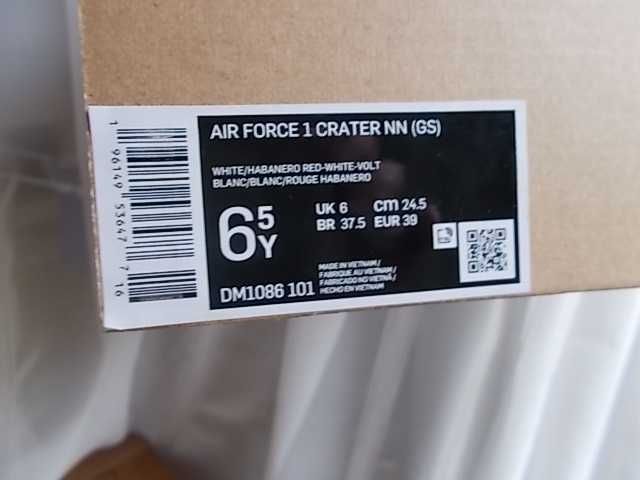 AIR FORCE 1 CRATER NN (GS)
WHITE/HABANERO RED-WHITE-VOLT
BLANC/BLANC/ROUGE HABANERO
6 5 Y
UK 6 cm 24.5
BR 37.5 EUR 39
DM1086 101
MADE IN VIETNAM /
FABRIQUE AU VIETNAM /
FABRICADO NO VIETNÃ /
HECHO EN VIETNAM
1 96149 53647 7 16